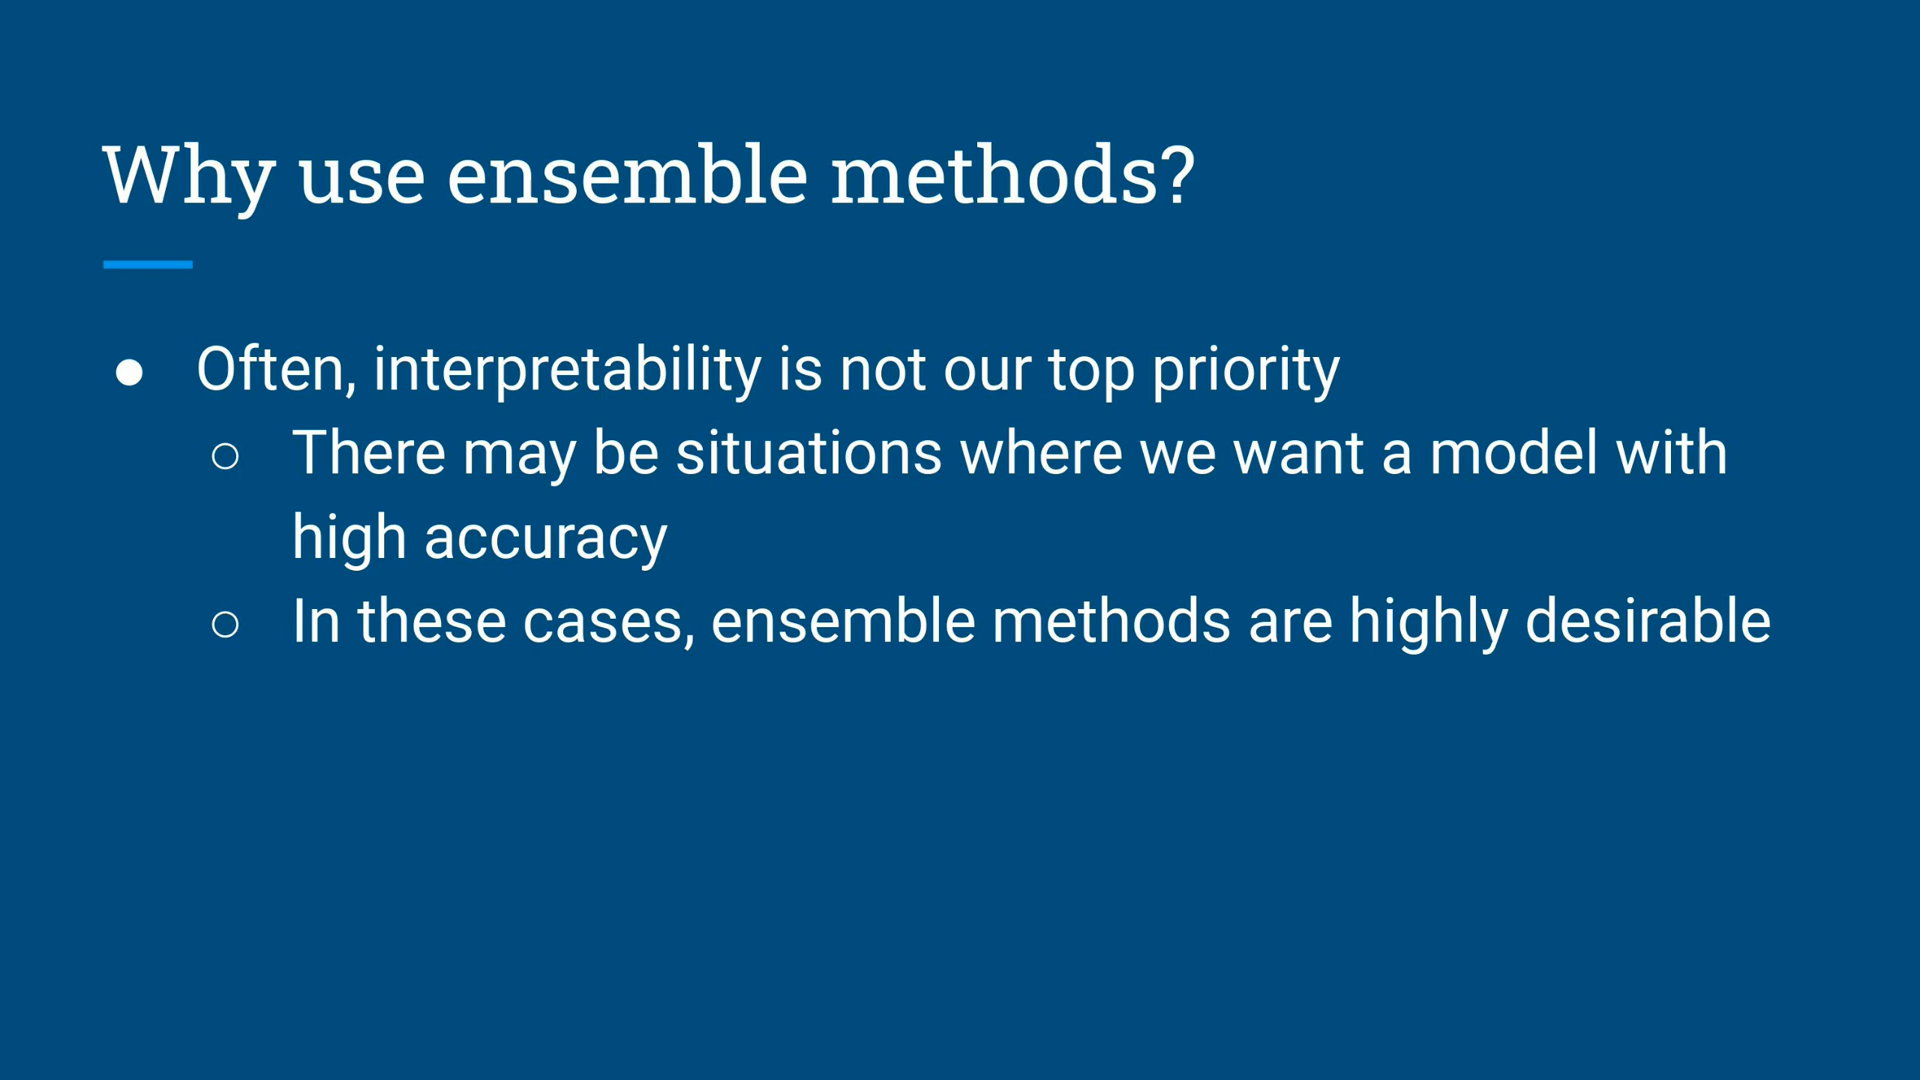 Why use ensemble methods?
● Often, interpretability is not our top priority
○ There may be situations where we want a model with
high accuracy
○ In these cases, ensemble methods are highly desirable